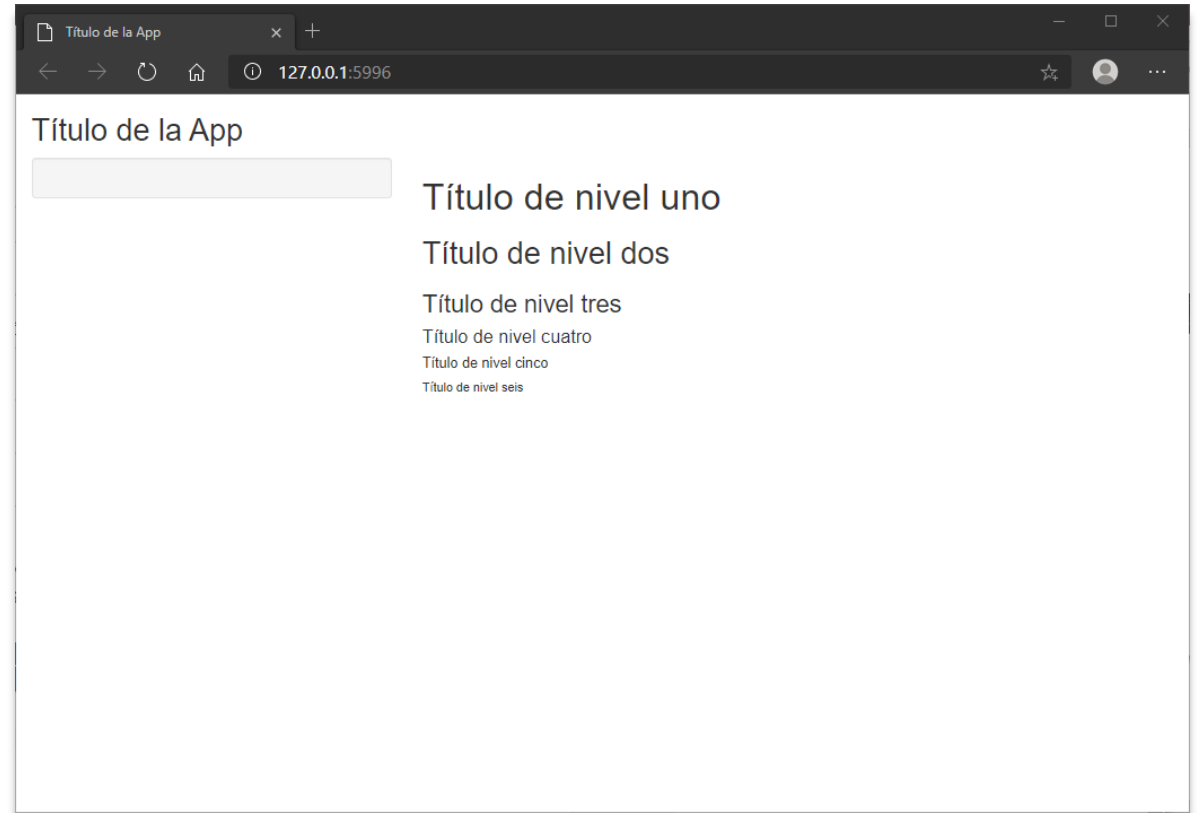 Título de la App
127.0.0.1:5996
Título de la App
Título de nivel uno
Título de nivel dos
Título de nivel tres
Título de nivel cuatro
Título de nivel cinco
Título de nivel seis